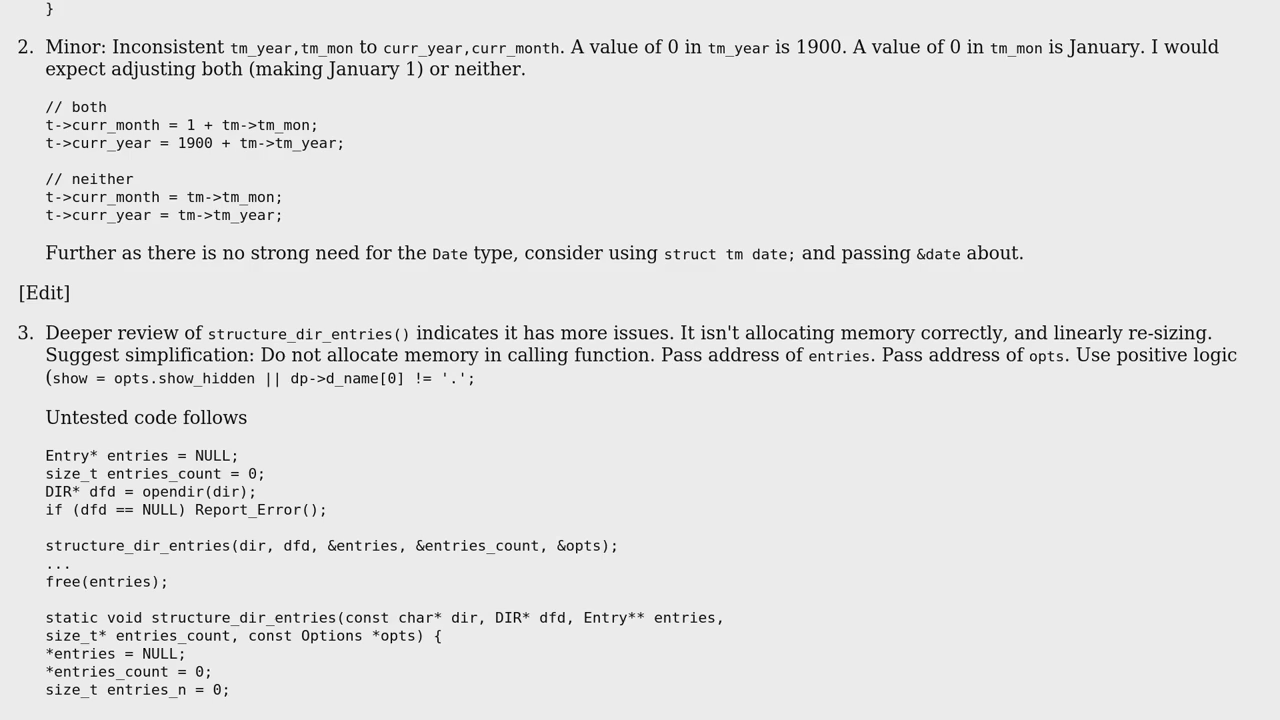 }
2. Minor: Inconsistent tm_year,tm_mon to curr_year,curr_month. A value of 0 in tm_year is 1900. A value of 0 in tm_mon is January. I would
expect adjusting both (making January 1) or neither.
// both
t->curr_month = 1 + tm->tm_mon;
t->curr_year = 1900 + tm->tm_year;
// neither
t->curr_month = tm->tm_mon;
t->curr_year = tm->tm_year;
Further as there is no strong need for the Date type, consider using struct tm date; and passing &date about.
[Edit]
3. Deeper review of structure_dir_entries() indicates it has more issues. It isn't allocating memory correctly, and linearly re-sizing.
Suggest simplification: Do not allocate memory in calling function. Pass address of entries. Pass address of opts. Use positive logic
(show = opts.show_hidden || dp->d_name[0] != '.';
Untested code follows
Entry* entries = NULL;
size_t entries_count = 0;
DIR* dfd = opendir(dir);
if (dfd == NULL) Report_Error();
structure_dir_entries(dir, dfd, &entries, &entries_count, &opts);
...
free(entries);
static void structure_dir_entries(const char* dir, DIR* dfd, Entry** entries,
size_t* entries_count, const Options *opts) {
*entries = NULL;
*entries_count = 0;
size_t entries_n = 0;